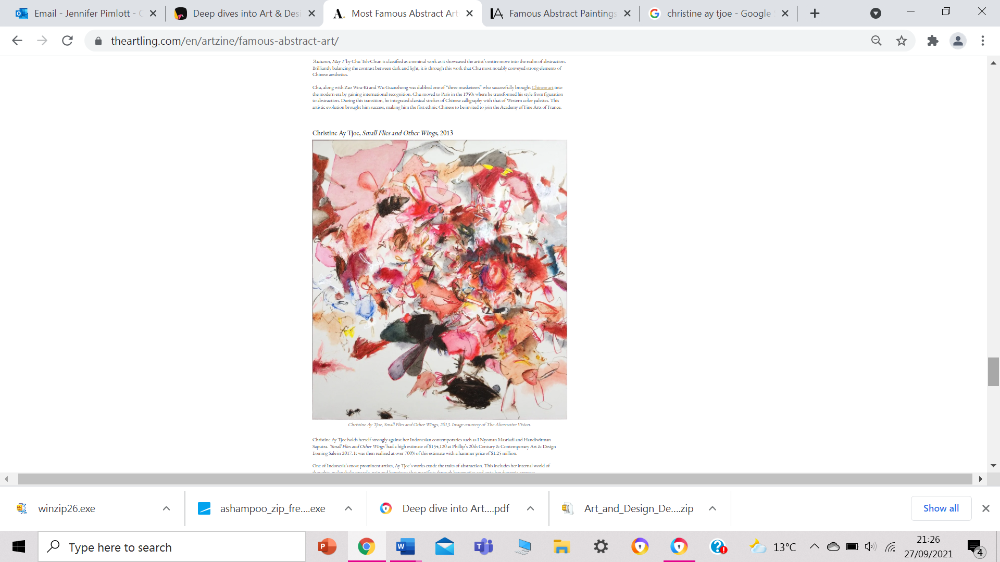 Email - Jennifer Pimlott - 
Deep dives into Art & Desi
Most Famous Abstract Art
Famous Abstract Paintings
christine ay tjoe - Google
theartling.com/en/artzine/famous-abstract-art/
'Autumn, May 1' by Chu Teh-Chun is classified as a seminal work as it showcased the artist's entire move into the realm of abstraction.
Brilliantly balancing the contrast between dark and light, it is through this work that Chu most notably conveyed strong elements of
Chinese aesthetics.
Chu, along with Zao Wou-Ki and Wu Guanzhong was dubbed one of "three musketeers" who successfully brought Chinese art into
the modern era by gaining international recognition. Chu moved to Paris in the 1950s where he transformed his style from figuration
to abstraction. During this transition, he integrated classical strokes of Chinese calligraphy with that of Western color palettes. This
artistic evolution brought him success, making him the first ethnic Chinese to be invited to join the Academy of Fine Arts of France.
Christine Ay Tjoe, Small Flies and Other Wings, 2013
Christine Ay Tjoe, Small Flies and Other Wings, 2013. Image courtesy of The Alternative Vision.
Christine Ay Tjoe holds herself strongly against her Indonesian contemporaries such as I Nyoman Masriadi and Handiwirman
Saputra. 'Small Flies and Other Wings' had a high estimate of $154,120 at Phillip's 20th Century & Contemporary Art & Design
Evening Sale in 2017. It was then realized at over 700% of this estimate with a hammer price of $1.25 million.
One of Indonesia's most prominent artists, Ay Tjoe's works exude the traits of abstraction. This includes her internal world of
winzip26.exe
ashampoo_zip_fre....exe
Deep dive into Art....pdf
Art_and_Design_De....zip
Show all
Type here to search
13°C
21:26
27/09/2021
4